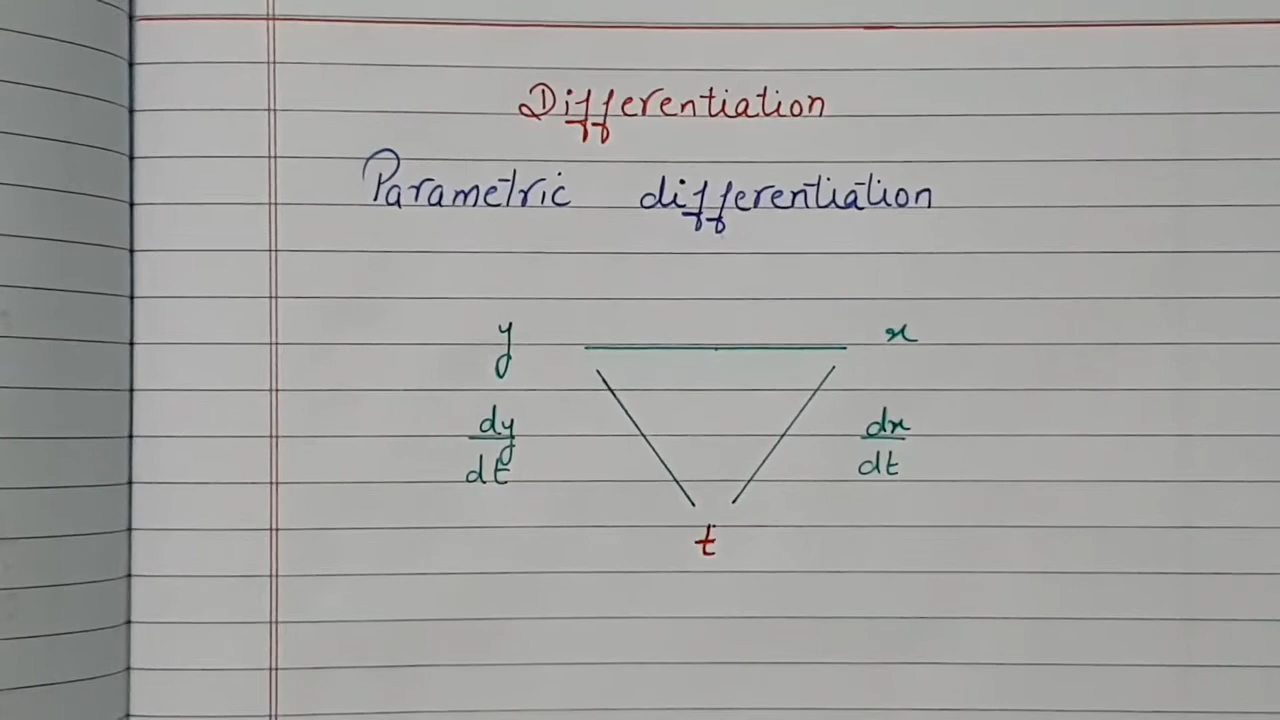 Differentiation
Parametric differentiation
y x
dy/dt dx/dt
t